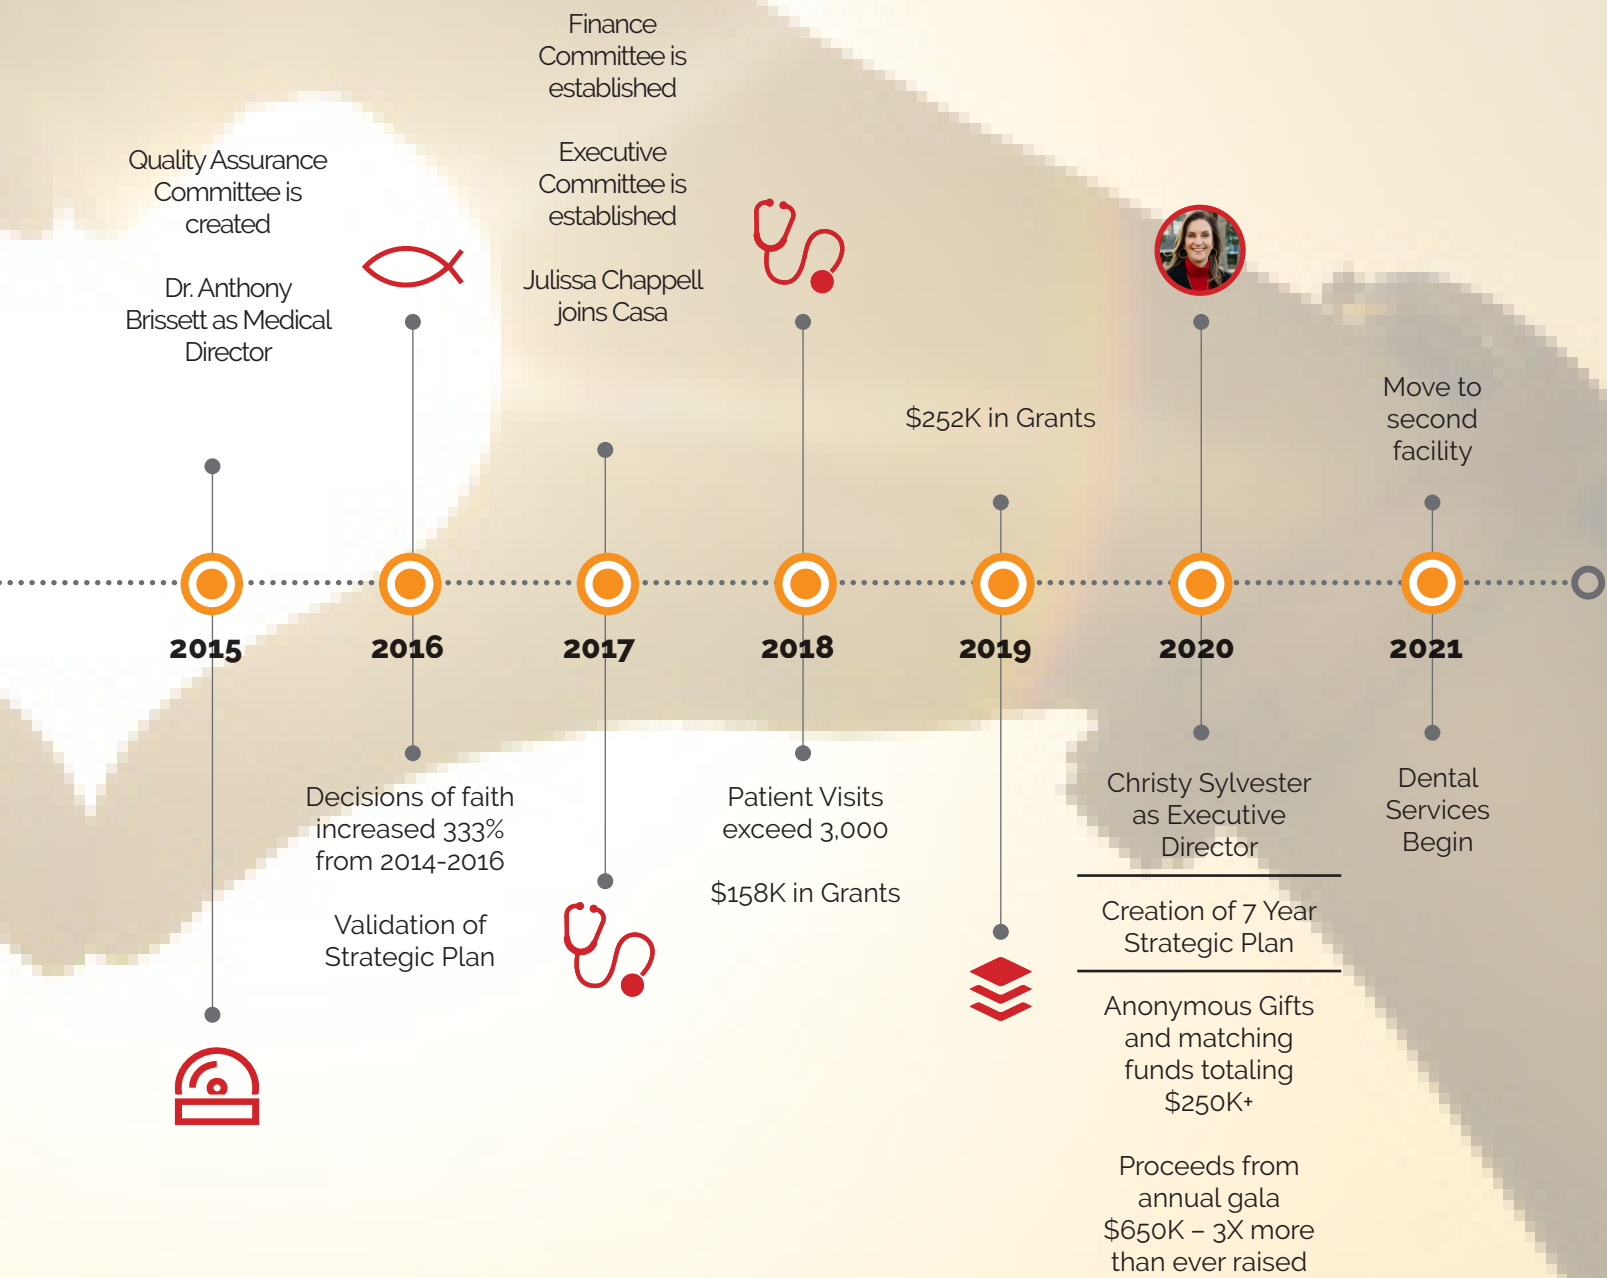 Quality Assurance
Committee is
created
Dr. Anthony
Brissett as Medical
Director
Finance
Committee is
established
Executive
Committee is
established
Julissa Chappell
joins Casa
$252K in Grants
Move to
second
facility
2015
2016
2017
2018
2019
2020
2021
Decisions of faith
increased 333%
from 2014-2016
Validation of
Strategic Plan
Patient Visits
exceed 3,000
$158K in Grants
Christy Sylvester
as Executive
Director
Creation of 7 Year
Strategic Plan
Anonymous Gifts
and matching
funds totaling
$250K+
Proceeds from
annual gala
$650K – 3X more
than ever raised
Dental
Services
Begin